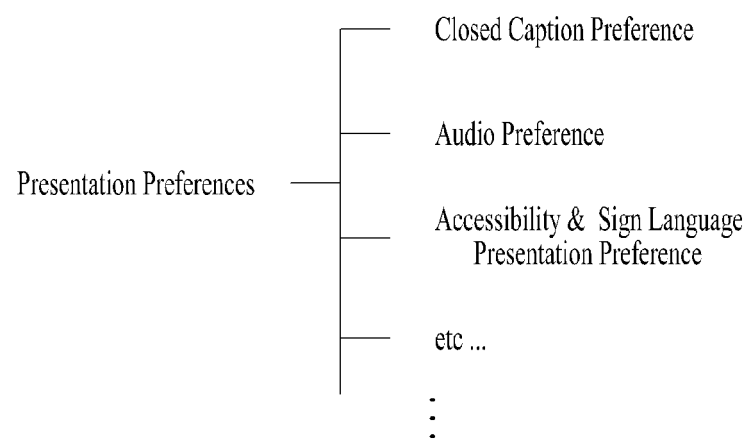 Closed Caption Preference
Audio Preference
Presentation Preferences
Accessibility & Sign Language
Presentation Preference
etc ...